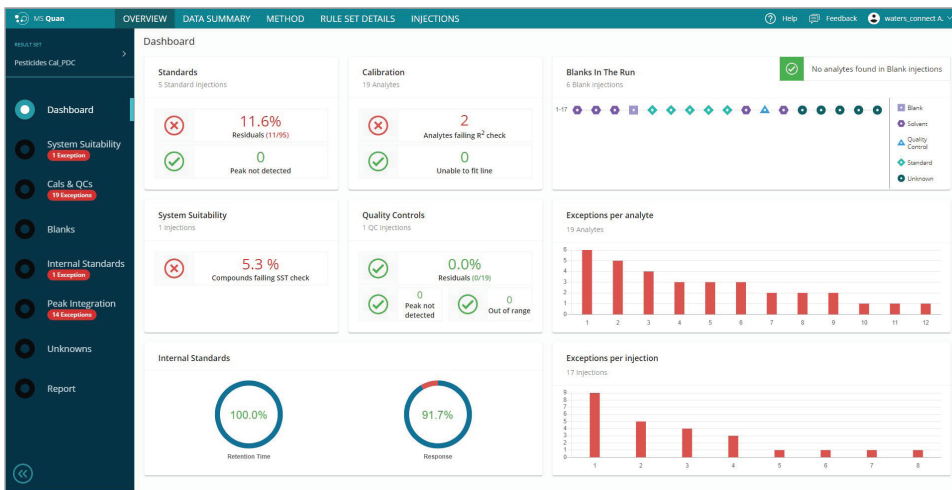 MS Quan
OVERVIEW DATA SUMMARY METHOD RULE SET DETAILS INJECTIONS
Help Feedback waters_connect A.
RESULT SET
Pesticides Cal_PDC
Dashboard
System Suitability
1 Exception
Cals & QCs
19 Exceptions
Blanks
Internal Standards
1 Exception
Peak Integration
14 Exceptions
Unknowns
Report
Dashboard
Standards
5 Standard Injections
11.6%
Residuals (11/95)
0
Peak not detected
Calibration
19 Analytes
2
Analytes failing R² check
0
Unable to fit line
Blanks In The Run
6 Blank injections
No analytes found in Blank injections
1-17
Blank
Solvent
Quality
Control
Standard
Unknown
System Suitability
1 Injections
5.3 %
Compounds failing SST check
Quality Controls
1 QC Injections
0.0%
Residuals (0/19)
0
Peak not
detected
0
Out of range
Exceptions per analyte
19 Analytes
6
5
4
3
2
1
0
1 2 3 4 5 6 7 8 9 10 11 12
Internal Standards
100.0%
Retention Time
91.7%
Response
Exceptions per injection
17 Injections
9
8
7
6
5
4
3
2
1
0
1 2 3 4 5 6 7 8